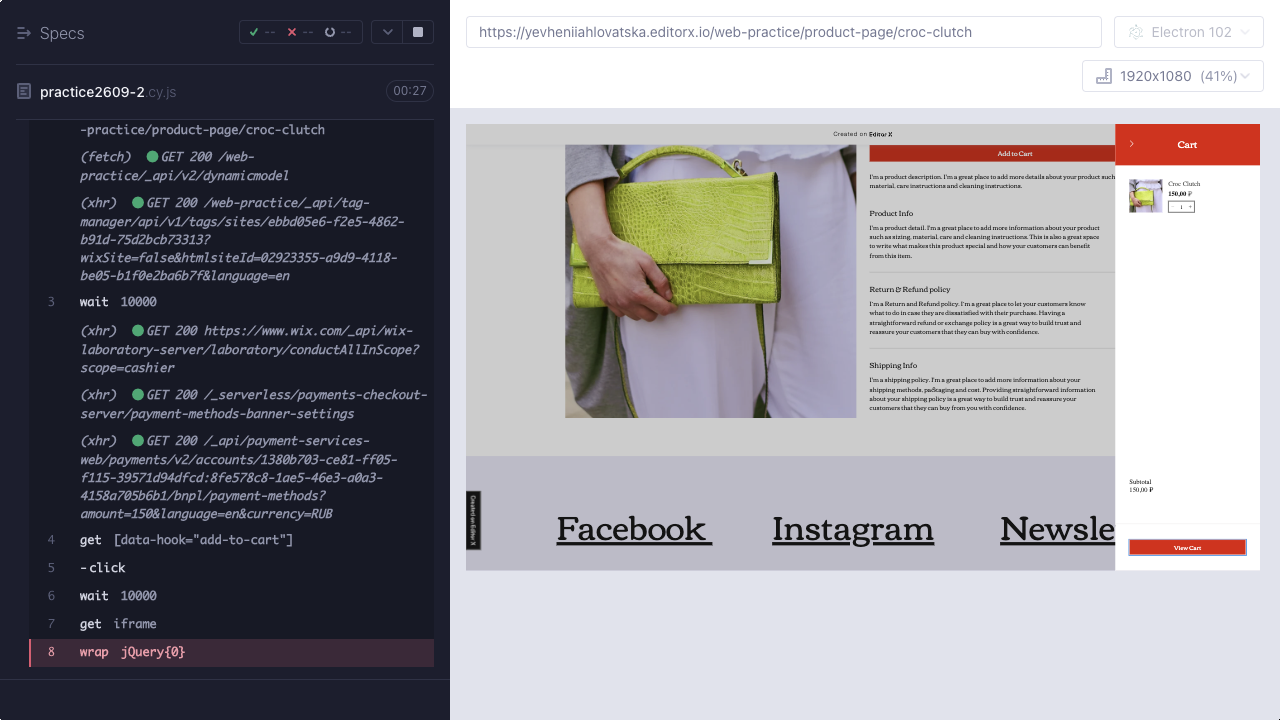 Specs
-- -- --
practice2609-2.cy.js
00:27
-practice/product-page/croc-clutch
(fetch) GET 200 /web-
practice/_api/v2/dynamicmodel
(xhr) GET 200 /web-practice/_api/tag-
manager/api/v1/tags/sites/ebbd05e6-f2e5-4862-
b91d-75d2bcb7331d?
wixSite=false&htmlsiteId=02923355-a9d9-4118-
be05-b1f0e2ba6b7f&language=en
3 wait 10000
(xhr) GET 200 https://www.wix.com/_api/wix-
laboratory-server/laboratory/conductAllInScope?
scope=cashier
(xhr) GET 200 /_serverless/payments-checkout-
server/payment-methods-banner-settings
(xhr) GET 200 /_api/payment-services-
web/payments/v2/accounts/1380b703-ce81-ff05-
f115-39571d94dfcd:8fe578c8-1ae5-46e3-a0a3-
4158a705b6b1/bnpl/payment-methods?
amount=150&language=en&currency=RUB
4 get [data-hook="add-to-cart"]
5 -click
6 wait 10000
7 get iframe
8 wrap jQuery{0}
https://yevheniiahlovatska.editorx.io/web-practice/product-page/croc-clutch
Electron 102
1920x1080 (41%)
Created on Editor X
Add to Cart
I'm a product description. I'm a great place to add more details about your product such
material, care instructions and cleaning instructions.
Product Info
I'm a product detail. I'm a great place to add more information about your product
such as sizing, material, care and cleaning instructions. This is also a great space
to write what makes this product special and how your customers can benefit
from this item.
Return & Refund policy
I'm a Return and Refund policy. I'm a great place to let your customers know
what to do in case they are dissatisfied with their purchase. Having a
straightforward refund or exchange policy is a great way to build trust and
reassure your customers that they can buy with confidence.
Shipping Info
I'm a shipping policy. I'm a great place to add more information about your
shipping methods, packaging and cost. Providing straightforward information
about your shipping policy is a great way to build trust and reassure your
customers that they can buy from you with confidence.
Created on Editor X
Facebook
Instagram
Newsle
Cart
Croc Clutch
150,00 ₽
- 1 +
Subtotal
150,00 ₽
View Cart